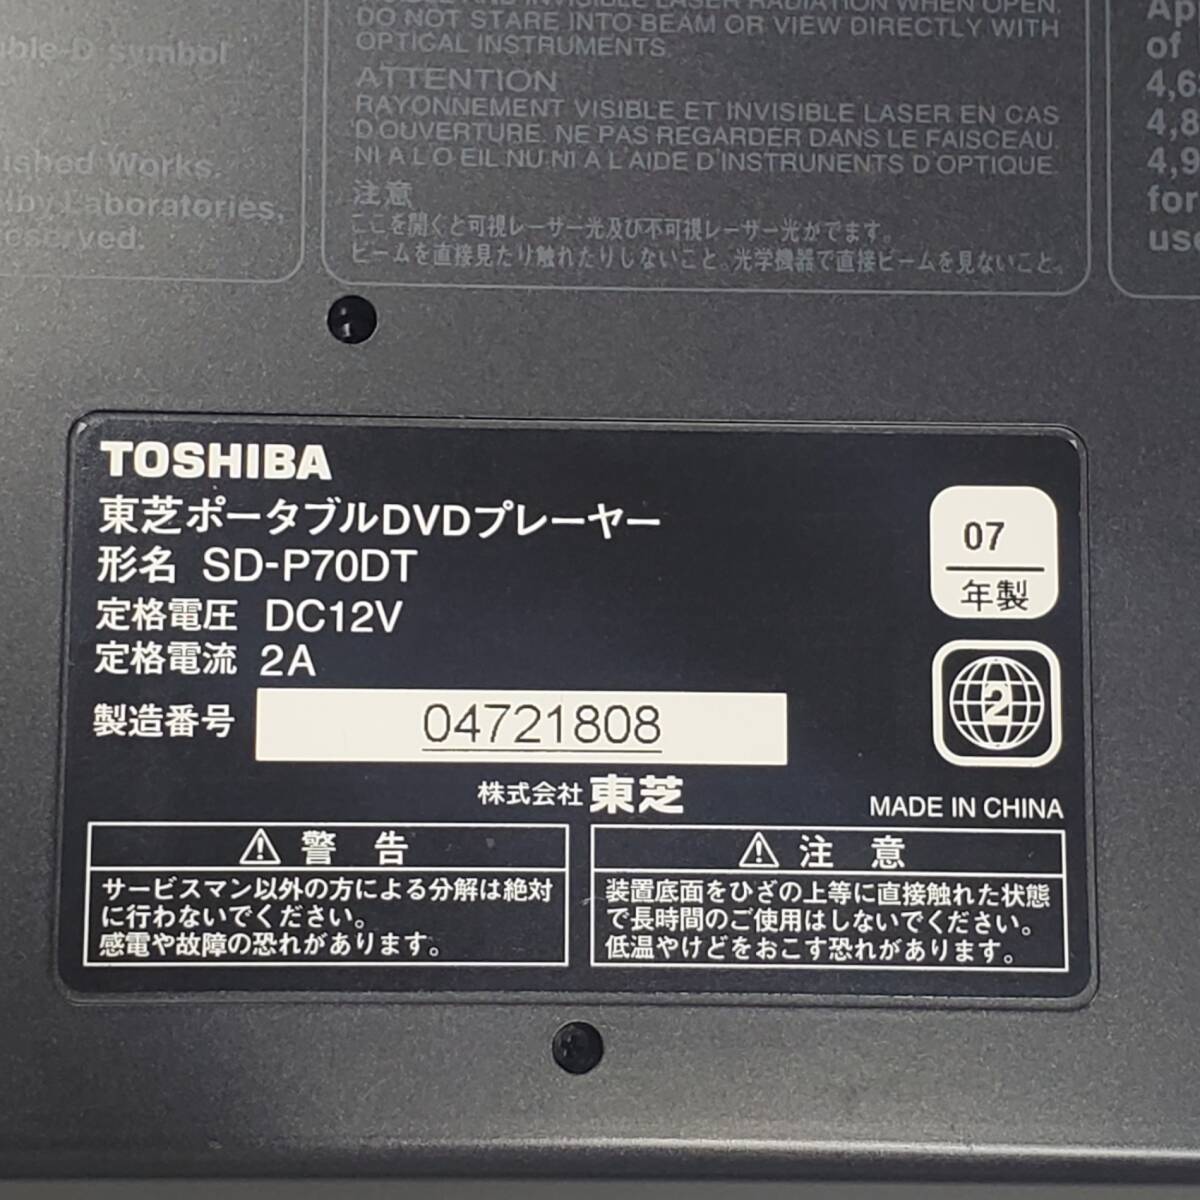 symbol
Works.
Laboratories,
AND INVISIBLE LASER RADIATION WHEN OPEN.
DO NOT STARE INTO BEAM OR VIEW DIRECTLY WITH
OPTICAL INSTRUMENTS.
ATTENTION
RAYONNEMENT VISIBLE ET INVISIBLE LASER EN CAS
D'OUVERTURE. NE PAS REGARDER DANS LE FAISCEAU.
NI A L'O EIL NU NI A L'AIDE D'INSTRUNENTS D'OPTIQUE.
注意
ここを開くと可視レーザー光及び不可視レーザー光がでます。
ビームを直接見たり触れたりしないこと。光学機器で直接ビームを見ないこと。
of
for
TOSHIBA
東芝ポータブルDVDプレーヤー
形名 SD-P70DT
定格電圧 DC12V
定格電流 2A
製造番号 04721808
07
年製
2
株式会社 東芝
MADE IN CHINA
⚠ 警告
サービスマン以外の方による分解は絶対
に行わないでください。
感電や故障の恐れがあります。
⚠ 注意
装置底面をひざの上等に直接触れた状態
で長時間のご使用はしないでください。
低温やけどをおこす恐れがあります。